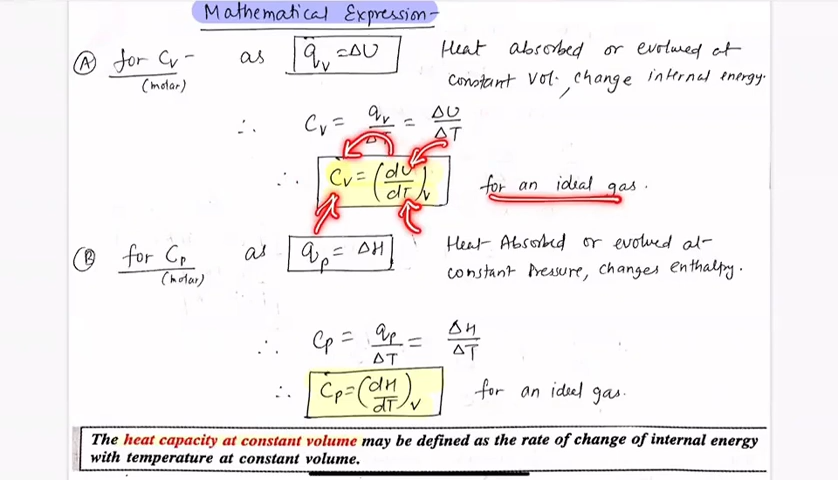 Mathematical Expression -
(A) for Cv - as qv = ΔU Heat absorbed or evolved at
(molar) constant vol., change internal energy.
∴ Cv = qv/ΔT = ΔU/ΔT
∴ Cv = (dU/dT)v for an ideal gas.
(B) for Cp as qp = ΔH Heat Absorbed or evolved at-
(molar) constant Pressure, changes enthalpy.
∴ Cp = qp/ΔT = ΔH/ΔT
∴ Cp = (dH/dT)v for an ideal gas.
The heat capacity at constant volume may be defined as the rate of change of internal energy
with temperature at constant volume.